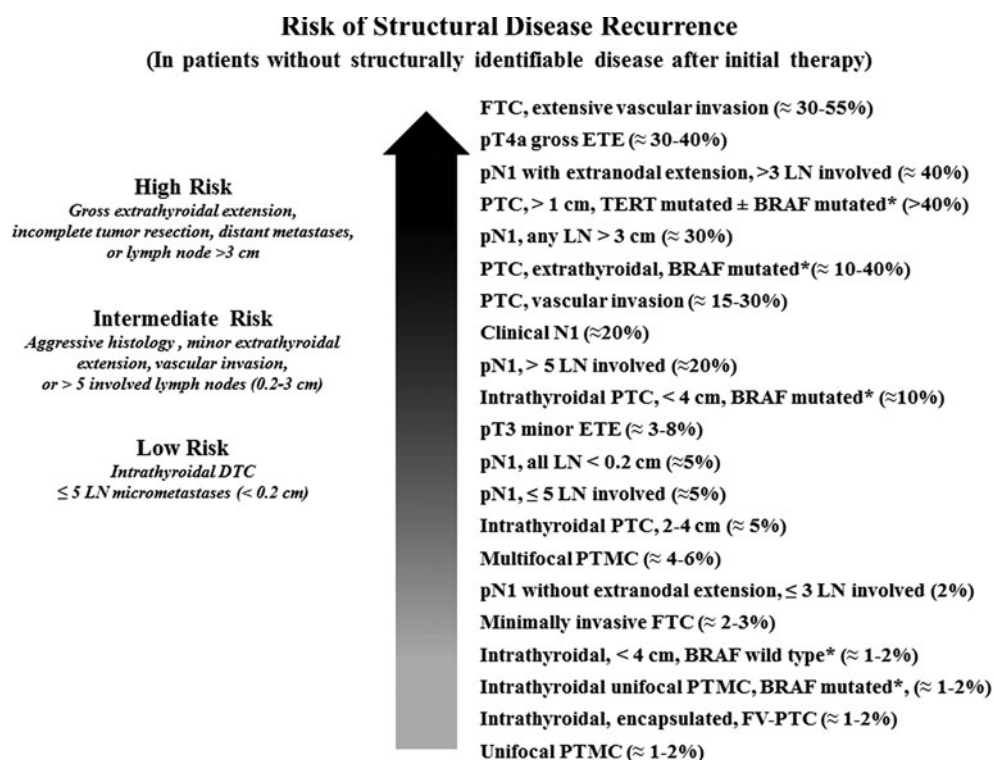 Risk of Structural Disease Recurrence
(In patients without structurally identifiable disease after initial therapy)
High Risk
Gross extrathyroidal extension,
incomplete tumor resection, distant metastases,
or lymph node >3 cm
Intermediate Risk
Aggressive histology , minor extrathyroidal
extension, vascular invasion,
or > 5 involved lymph nodes (0.2-3 cm)
Low Risk
Intrathyroidal DTC
≤ 5 LN micrometastases (< 0.2 cm)
FTC, extensive vascular invasion (≈ 30-55%)
pT4a gross ETE (≈ 30-40%)
pN1 with extranodal extension, >3 LN involved (≈ 40%)
PTC, > 1 cm, TERT mutated ± BRAF mutated* (>40%)
pN1, any LN > 3 cm (≈ 30%)
PTC, extrathyroidal, BRAF mutated*(≈ 10-40%)
PTC, vascular invasion (≈ 15-30%)
Clinical N1 (≈20%)
pN1, > 5 LN involved (≈20%)
Intrathyroidal PTC, < 4 cm, BRAF mutated* (≈10%)
pT3 minor ETE (≈ 3-8%)
pN1, all LN < 0.2 cm (≈5%)
pN1, ≤ 5 LN involved (≈5%)
Intrathyroidal PTC, 2-4 cm (≈ 5%)
Multifocal PTMC (≈ 4-6%)
pN1 without extranodal extension, ≤ 3 LN involved (2%)
Minimally invasive FTC (≈ 2-3%)
Intrathyroidal, < 4 cm, BRAF wild type* (≈ 1-2%)
Intrathyroidal unifocal PTMC, BRAF mutated*, (≈ 1-2%)
Intrathyroidal, encapsulated, FV-PTC (≈ 1-2%)
Unifocal PTMC (≈ 1-2%)